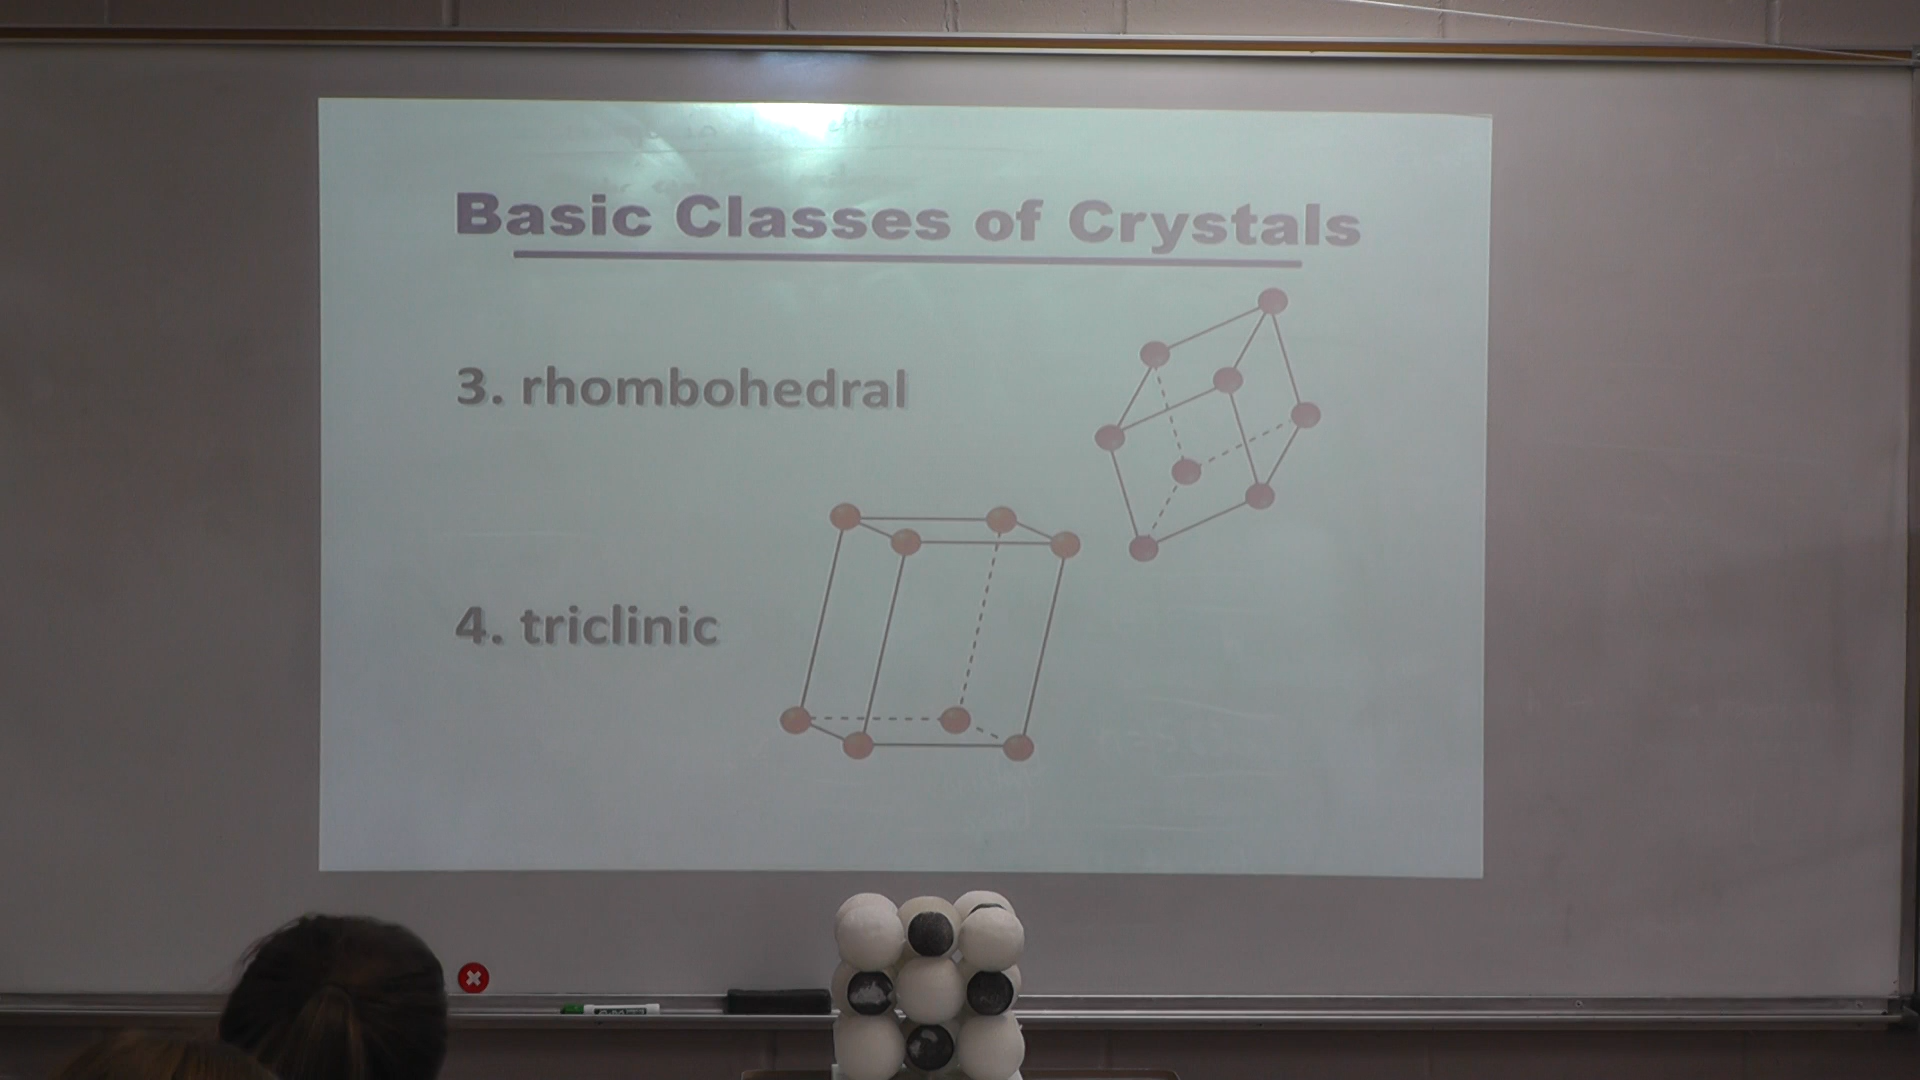 Basic Classes of Crystals
3. rhombohedral
4. triclinic